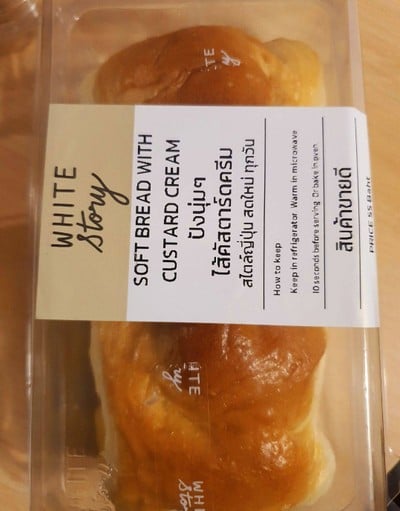 WHITE
Story
SOFT BREAD WITH
CUSTARD CREAM
ปังนุ่มๆ
ไส้คัสตาร์ดครีม
สไตล์ญี่ปุ่น สดใหม่ ทุกวัน
How to keep
Keep in refrigerator. Warm in microwave
10 seconds before serving. Or bake in oven.
สินค้าขายดี
PRICE 55 Baht